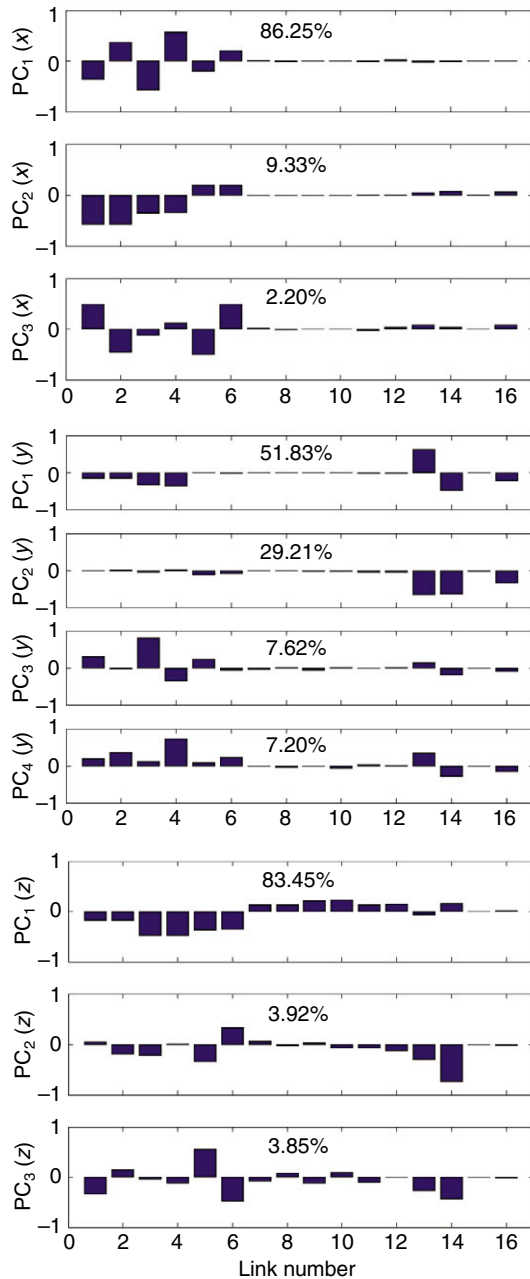 1
86.25%
PC1 (x)
0
–1
1
9.33%
PC2 (x)
0
–1
1
2.20%
PC3 (x)
0
–1
0 2 4 6 8 10 12 14 16
1
51.83%
PC1 (y)
0
–1
1
29.21%
PC2 (y)
0
–1
1
7.62%
PC3 (y)
0
–1
1
7.20%
PC4 (y)
0
–1
0 2 4 6 8 10 12 14 16
1
83.45%
PC1 (z)
0
–1
1
3.92%
PC2 (z)
0
–1
1
3.85%
PC3 (z)
0
–1
0 2 4 6 8 10 12 14 16
Link number